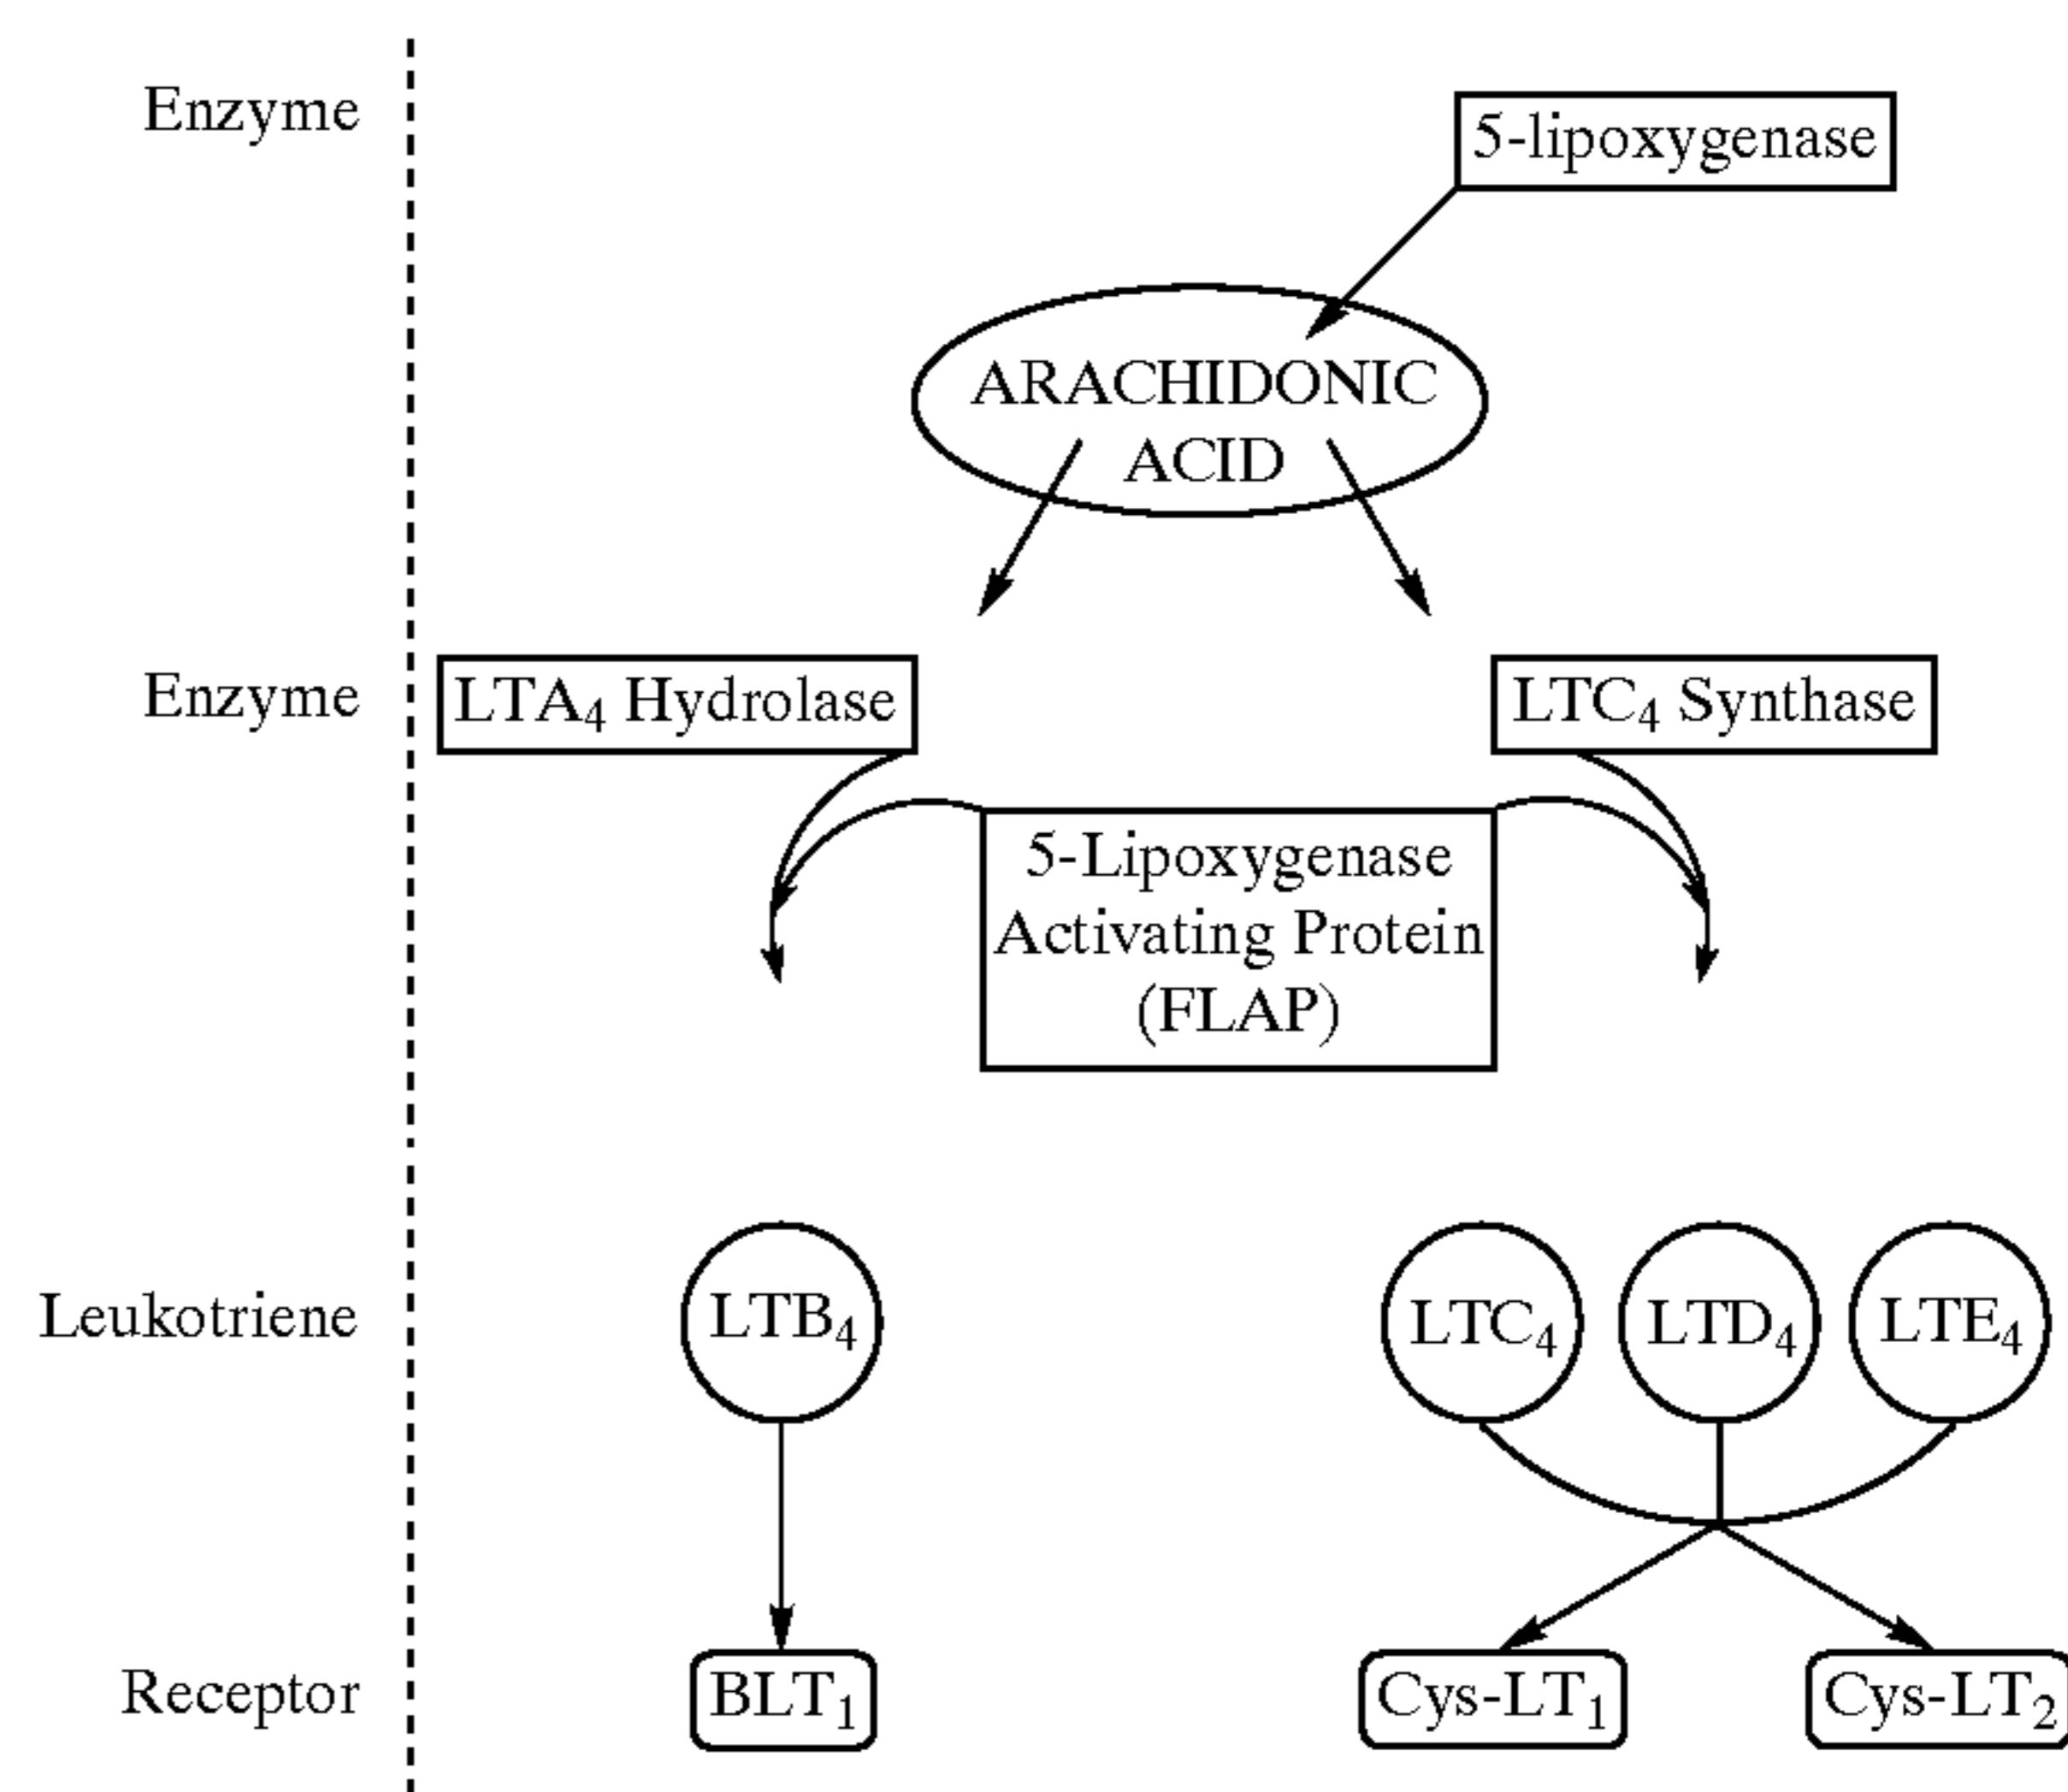 Enzyme
5-lipoxygenase
ARACHIDONIC
ACID
Enzyme
LTA₄ Hydrolase
LTC₄ Synthase
5-Lipoxygenase
Activating Protein
(FLAP)
Leukotriene
LTB₄
LTC₄
LTD₄
LTE₄
Receptor
BLT₁
Cys-LT₁
Cys-LT₂